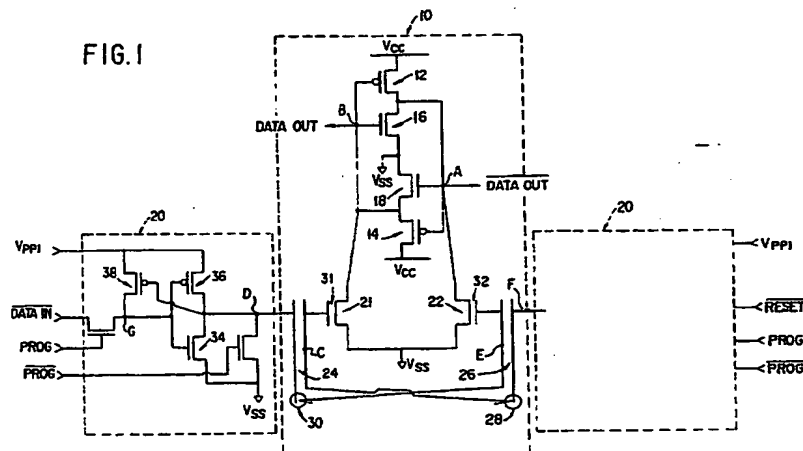 FIG.1
10
VCC
12
B
DATA OUT
16
A
DATA OUT
VSS
18
14
VCC
20
VPP1
38
36
DATA IN
G
D
PROG
34
PROG
VSS
31
21
C
24
30
22
32
E
F
26
28
VSS
20
VPP1
RESET
PROG
PROG